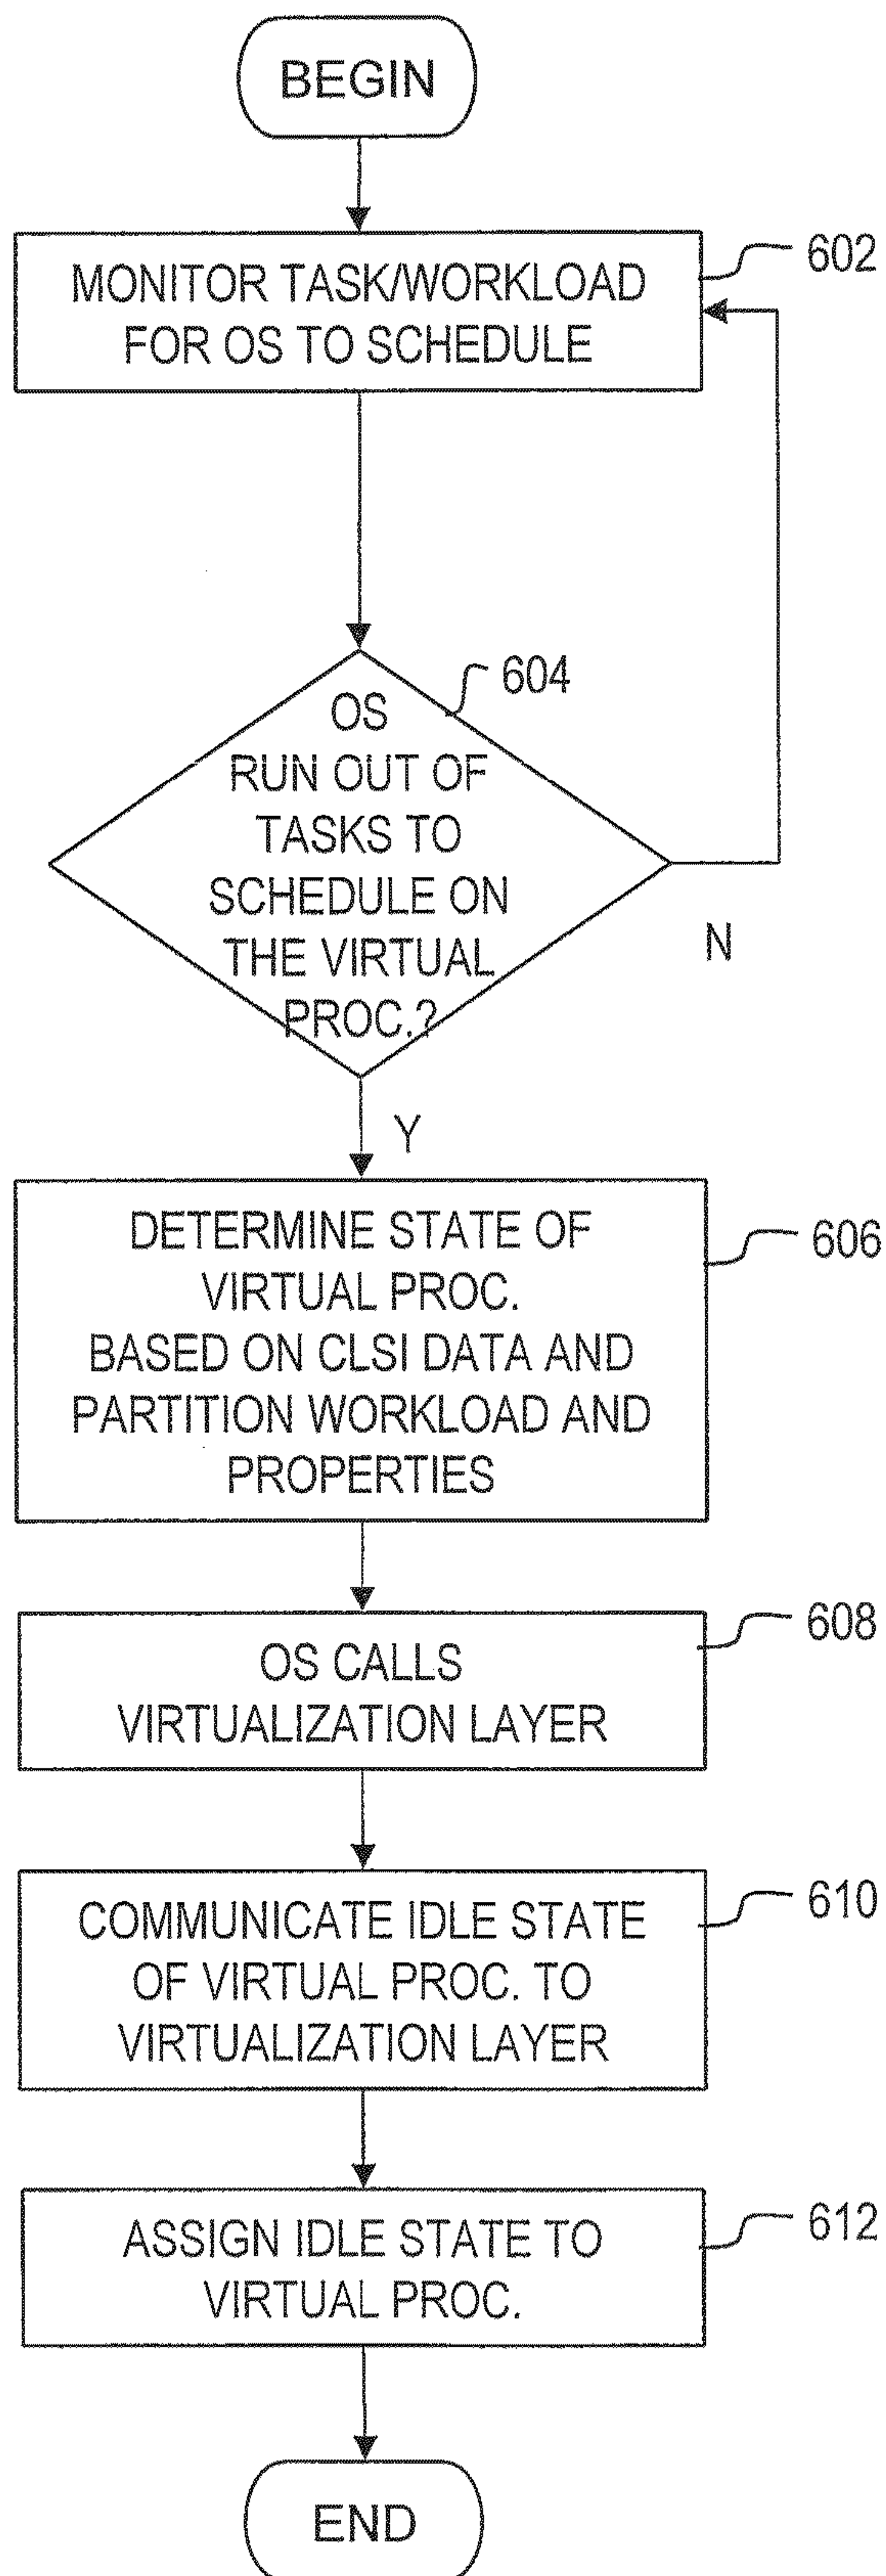 BEGIN
602
MONITOR TASK/WORKLOAD
FOR OS TO SCHEDULE
604
OS
RUN OUT OF
TASKS TO
SCHEDULE ON
THE VIRTUAL
PROC.?
N
Y
606
DETERMINE STATE OF
VIRTUAL PROC.
BASED ON CLSI DATA AND
PARTITION WORKLOAD AND
PROPERTIES
608
OS CALLS
VIRTUALIZATION LAYER
610
COMMUNICATE IDLE STATE
OF VIRTUAL PROC. TO
VIRTUALIZATION LAYER
612
ASSIGN IDLE STATE TO
VIRTUAL PROC.
END